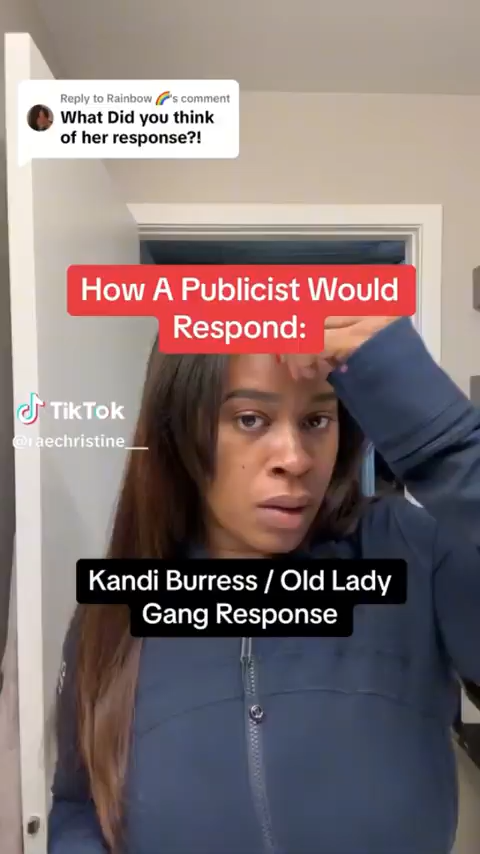 Reply to Rainbow 🌈's comment
What Did you think
of her response?!
How A Publicist Would
Respond:
TikTok
@raechristine__
Kandi Burress / Old Lady
Gang Response